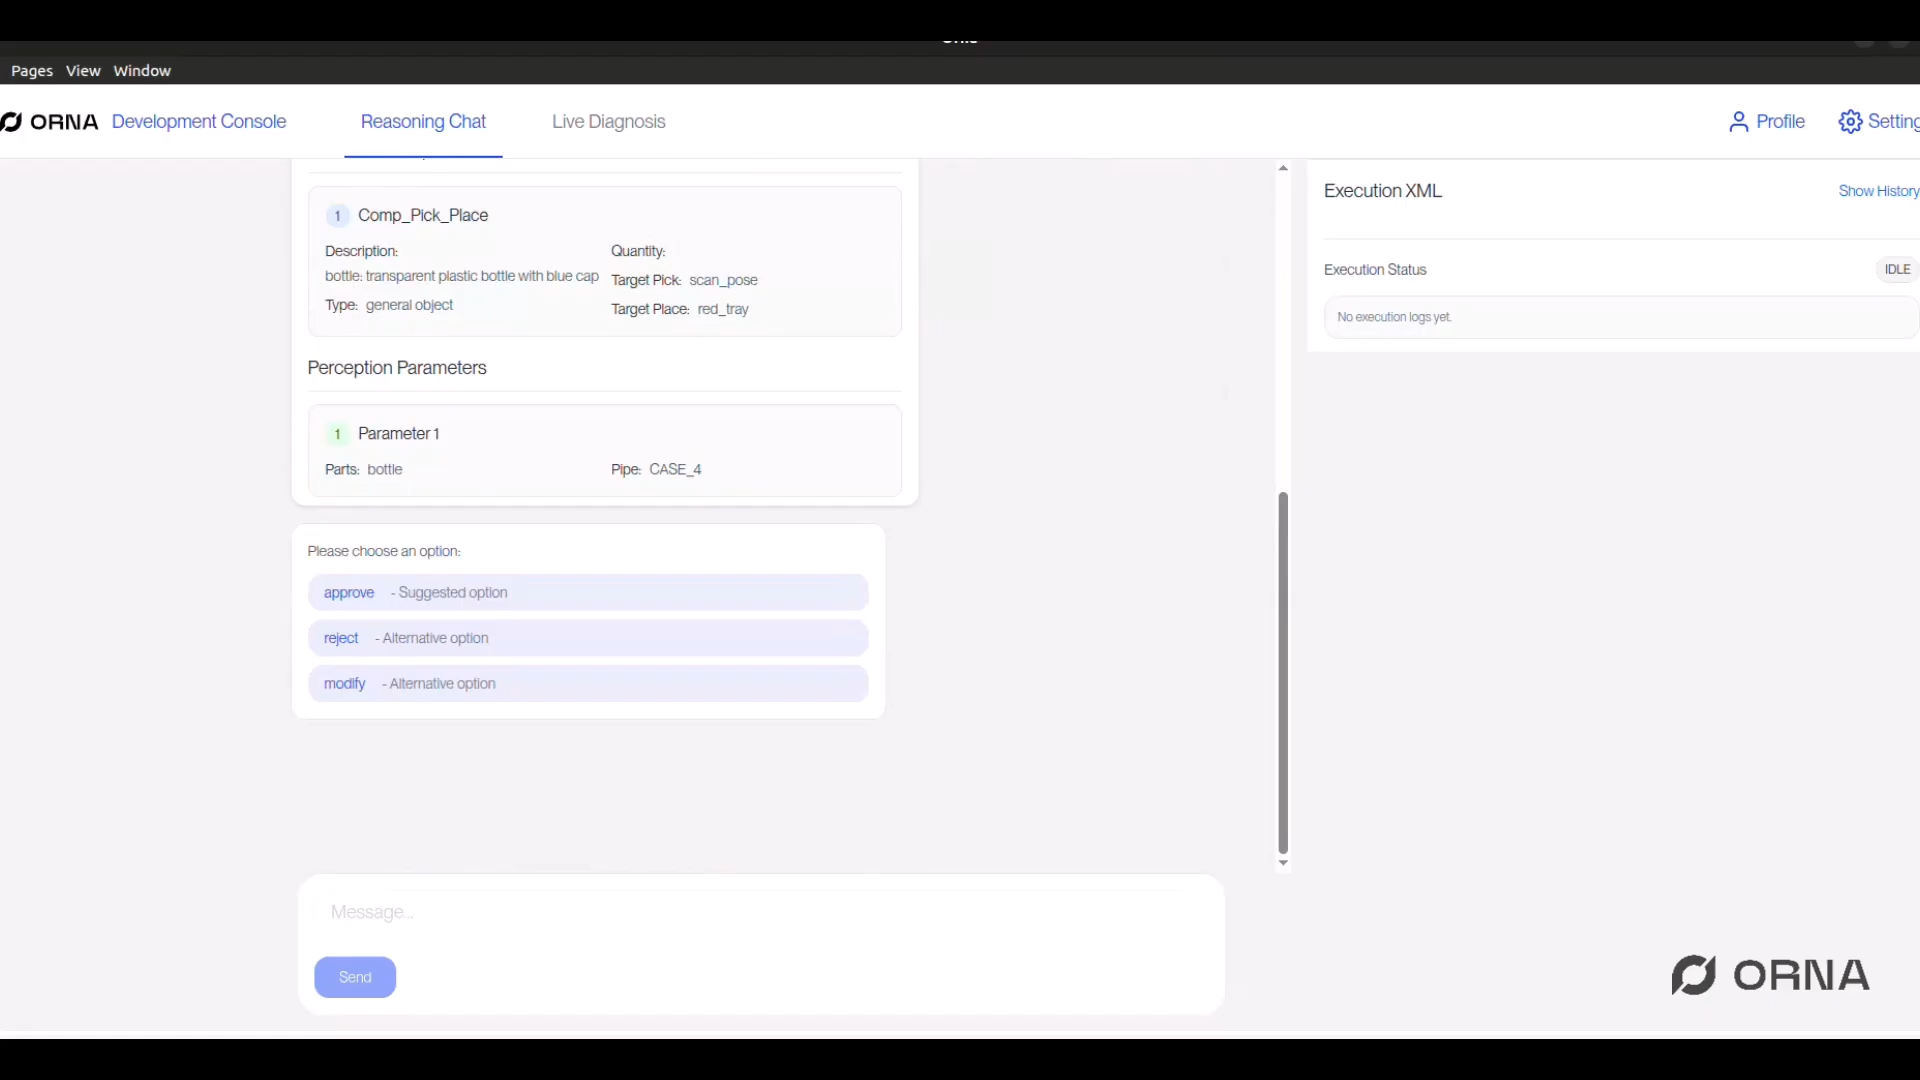 Pages View Window
ORNA Development Console Reasoning Chat Live Diagnosis Profile Setting
1 Comp_Pick_Place
Description:
bottle: transparent plastic bottle with blue cap
Type: general object
Quantity:
Target Pick: scan_pose
Target Place: red_tray
Perception Parameters
1 Parameter 1
Parts: bottle Pipe: CASE_4
Please choose an option:
approve - Suggested option
reject - Alternative option
modify - Alternative option
Message...
Send
Execution XML Show History
Execution Status IDLE
No execution logs yet.
ORNA